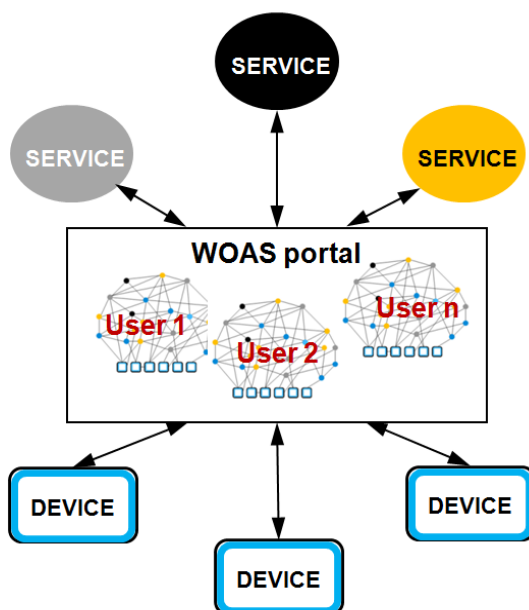 SERVICE
SERVICE
SERVICE
WOAS portal
User 1
User 2
User n
DEVICE
DEVICE
DEVICE